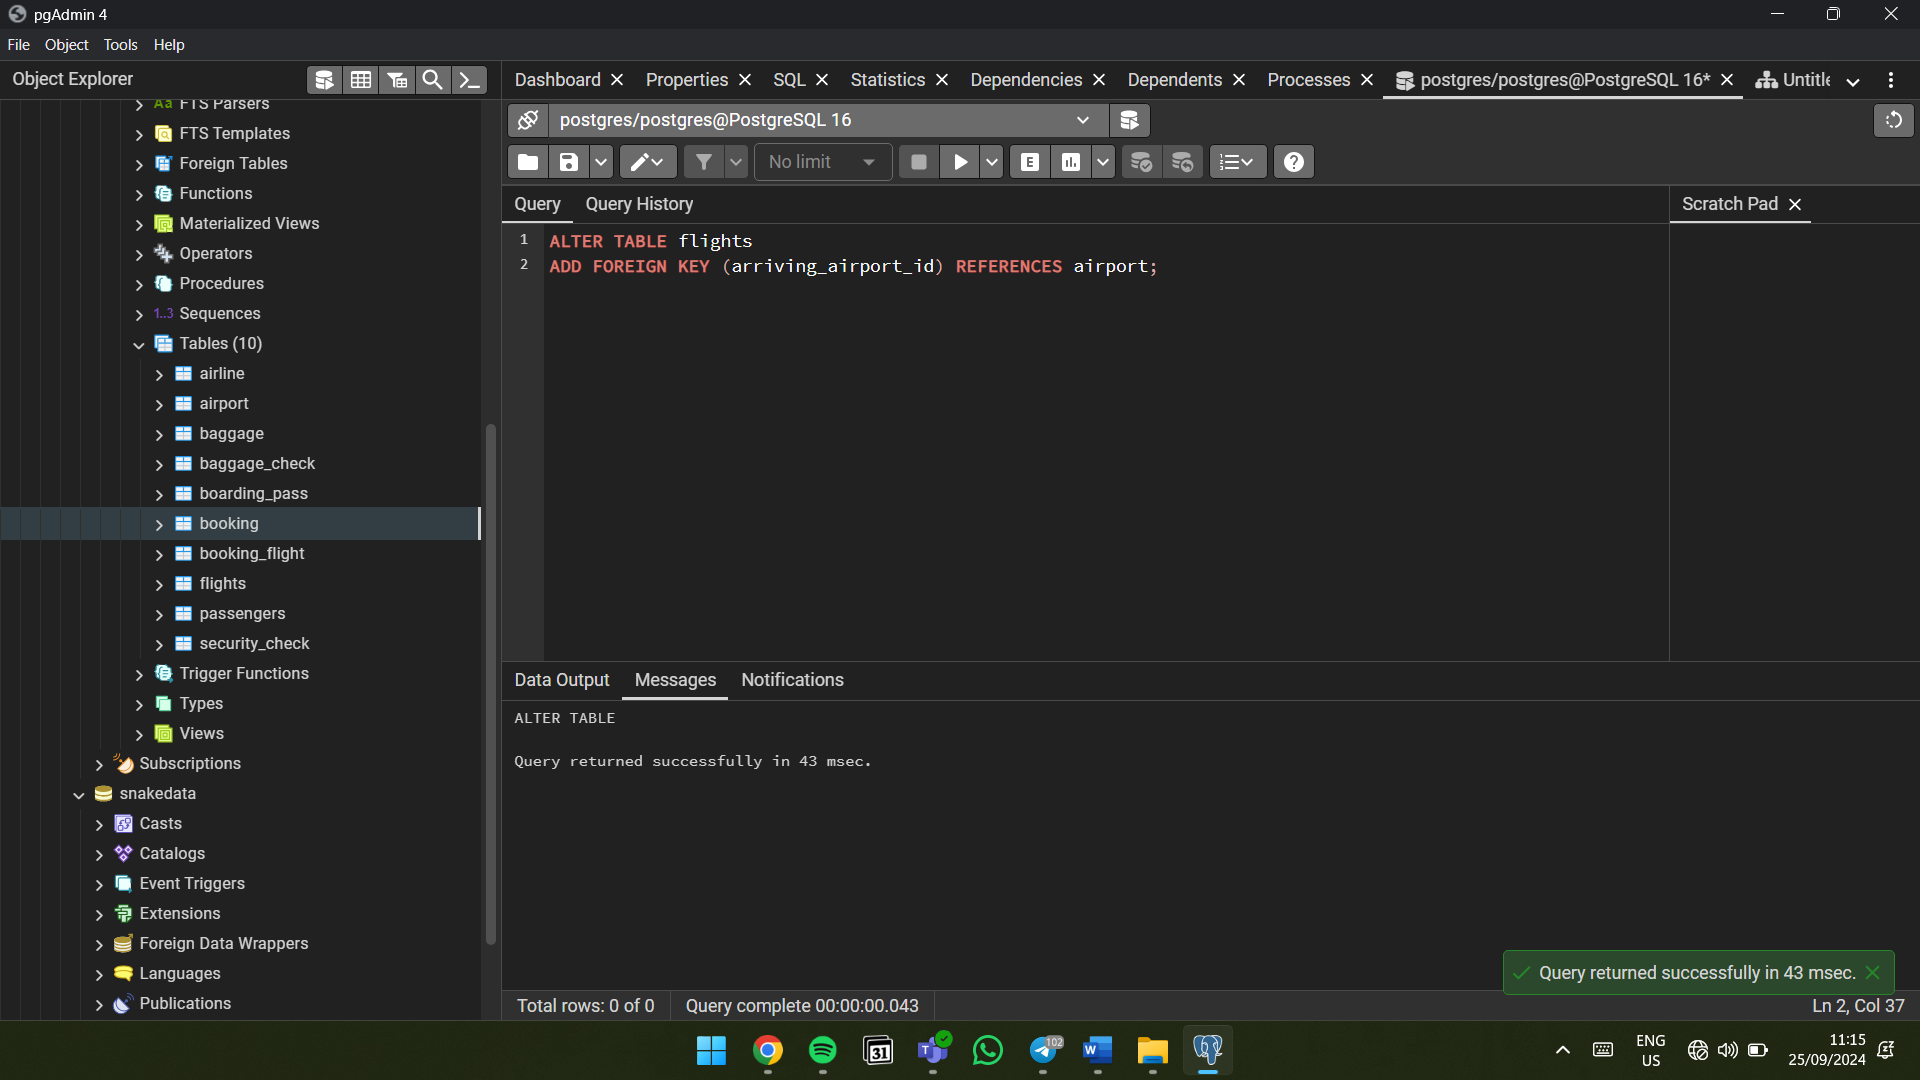 pgAdmin 4
File Object Tools Help
Object Explorer
Dashboard Properties SQL Statistics Dependencies Dependents Processes postgres/postgres@PostgreSQL 16* Untitle
postgres/postgres@PostgreSQL 16
No limit
E
Query Query History
Scratch Pad
1 ALTER TABLE flights
2 ADD FOREIGN KEY (arriving_airport_id) REFERENCES airport;
Aa FTS Parsers
FTS Templates
Foreign Tables
Functions
Materialized Views
Operators
Procedures
1..3 Sequences
Tables (10)
airline
airport
baggage
baggage_check
boarding_pass
booking
booking_flight
flights
passengers
security_check
Trigger Functions
Types
Views
Subscriptions
snakedata
Casts
Catalogs
Event Triggers
Extensions
Foreign Data Wrappers
Languages
Publications
Data Output Messages Notifications
ALTER TABLE
Query returned successfully in 43 msec.
Query returned successfully in 43 msec.
Total rows: 0 of 0 Query complete 00:00:00.043
Ln 2, Col 37
31
102
W
ENG
US
11:15
25/09/2024